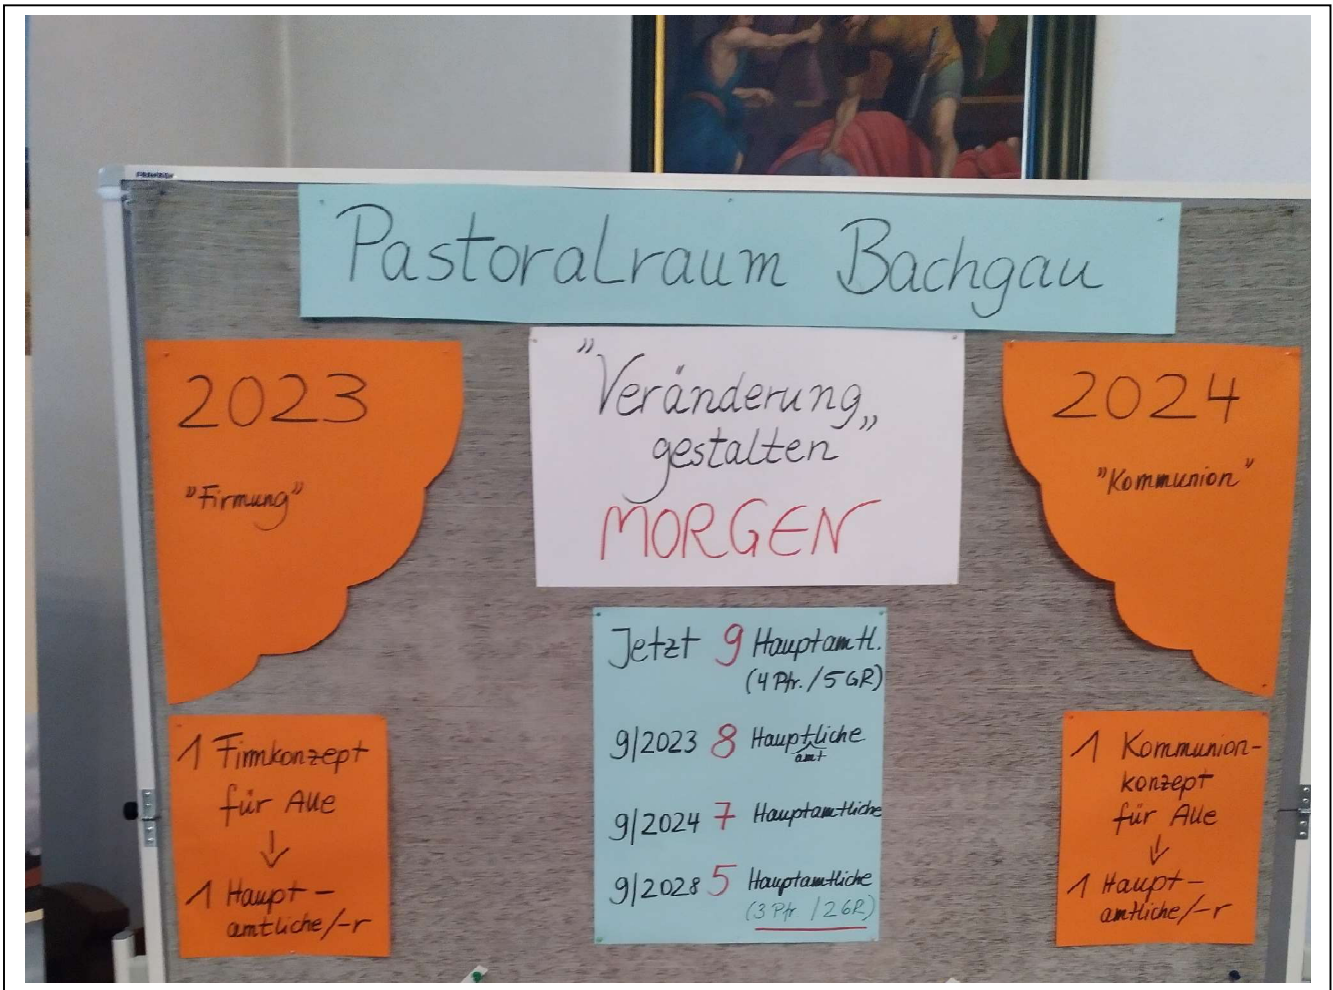 Pastoralraum Bachgau
2023
"Firmung"
1 Firmkonzept
für Alle
↓
1 Haupt-
amtliche/-r
"Veränderung
gestalten"
MORGEN
Jetzt 9 Hauptamtl.
(4 Pfr. / 5 GR)
9/2023 8 Hauptamtliche
9/2024 7 Hauptamtliche
9/2028 5 Hauptamtliche
(3 Pfr / 2 GR)
2024
"Kommunion"
1 Kommunion-
konzept
für Alle
↓
1 Haupt-
amtliche/-r